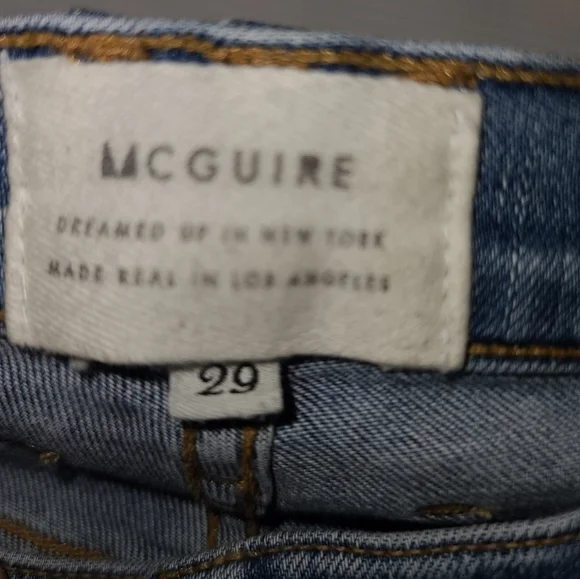 MCGUIRE
DREAMED UP IN NEW YORK
MADE REAL IN LOS ANGELES
29